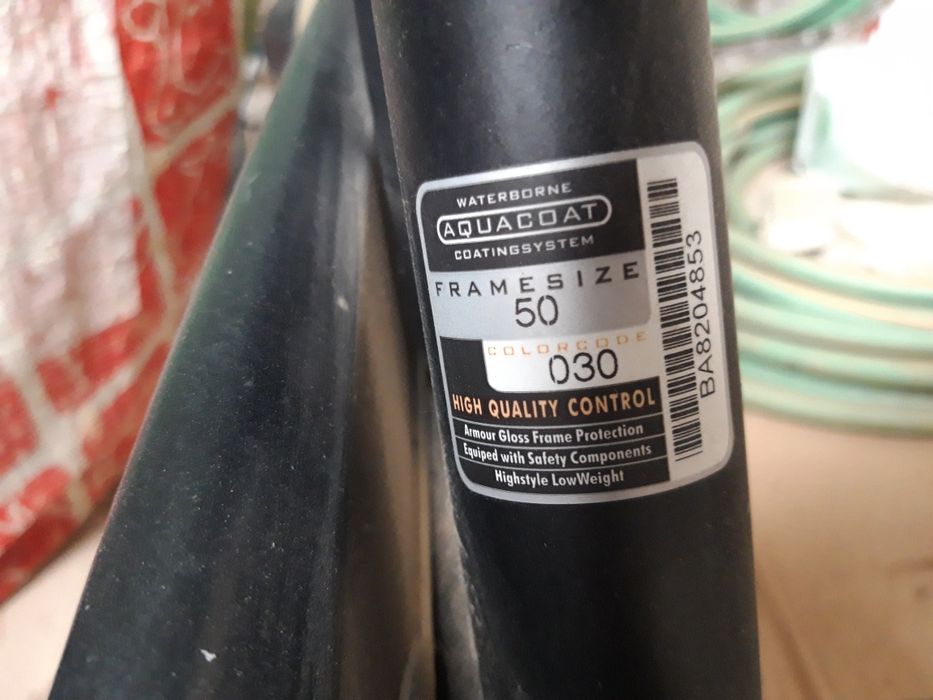 WATERBORNE
AQUACOAT
COATINGSYSTEM
FRAMESIZE
50
COLORCODE
030
HIGH QUALITY CONTROL
Armour Gloss Frame Protection
Equiped with Safety Components
Highstyle LowWeight
BA8204853